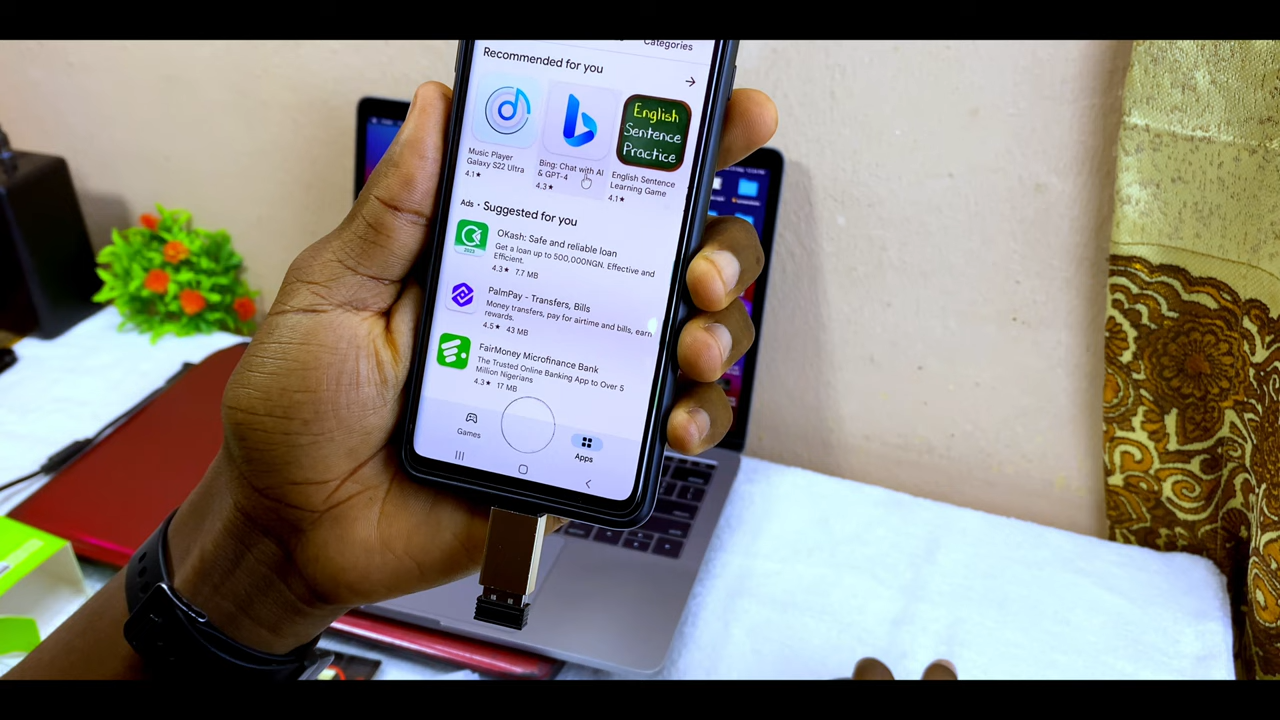 Categories
Recommended for you
English
Sentence
Practice
Music Player
Galaxy S22 Ultra
4.1★
Bing: Chat with AI
& GPT-4
4.3★
English Sentence
Learning Game
4.1★
Ads • Suggested for you
OKash: Safe and reliable loan
Get a loan up to 500,000NGN. Effective and
Efficient.
4.3★ 7.7 MB
PalmPay - Transfers, Bills
Money transfers, pay for airtime and bills, earn
rewards.
4.5★ 43 MB
FairMoney Microfinance Bank
The Trusted Online Banking App to Over 5
Million Nigerians
4.3★ 17 MB
Games
Apps